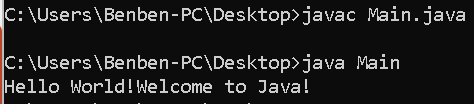 C:\Users\Benben-PC\Desktop>javac Main.java
C:\Users\Benben-PC\Desktop>java Main
Hello World!Welcome to Java!